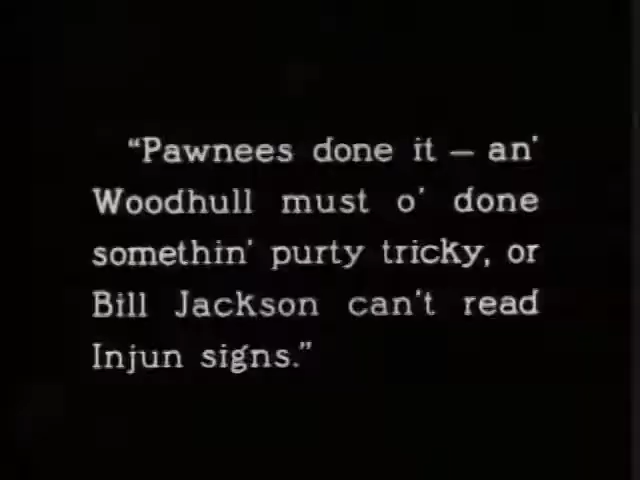 “Pawnees done it — an'
Woodhull must o' done
somethin' purty tricky, or
Bill Jackson can't read
Injun signs.”